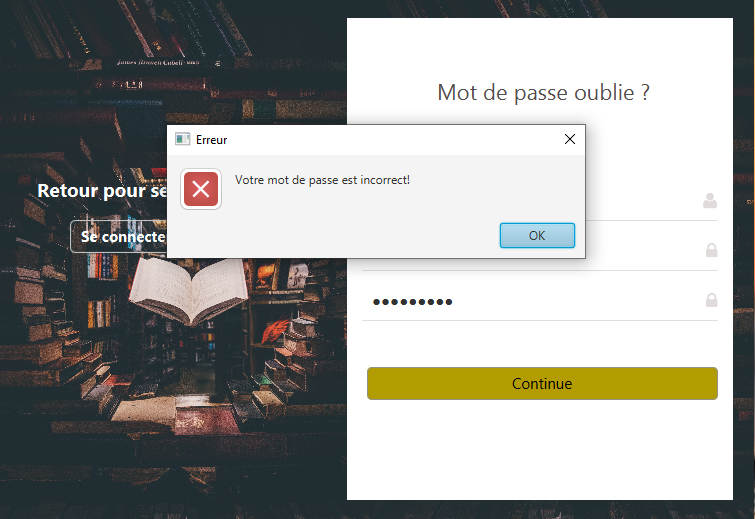 Mot de passe oublie ?
Erreur
Votre mot de passe est incorrect!
OK
Retour pour se
Se connecte
•••••••••
Continue